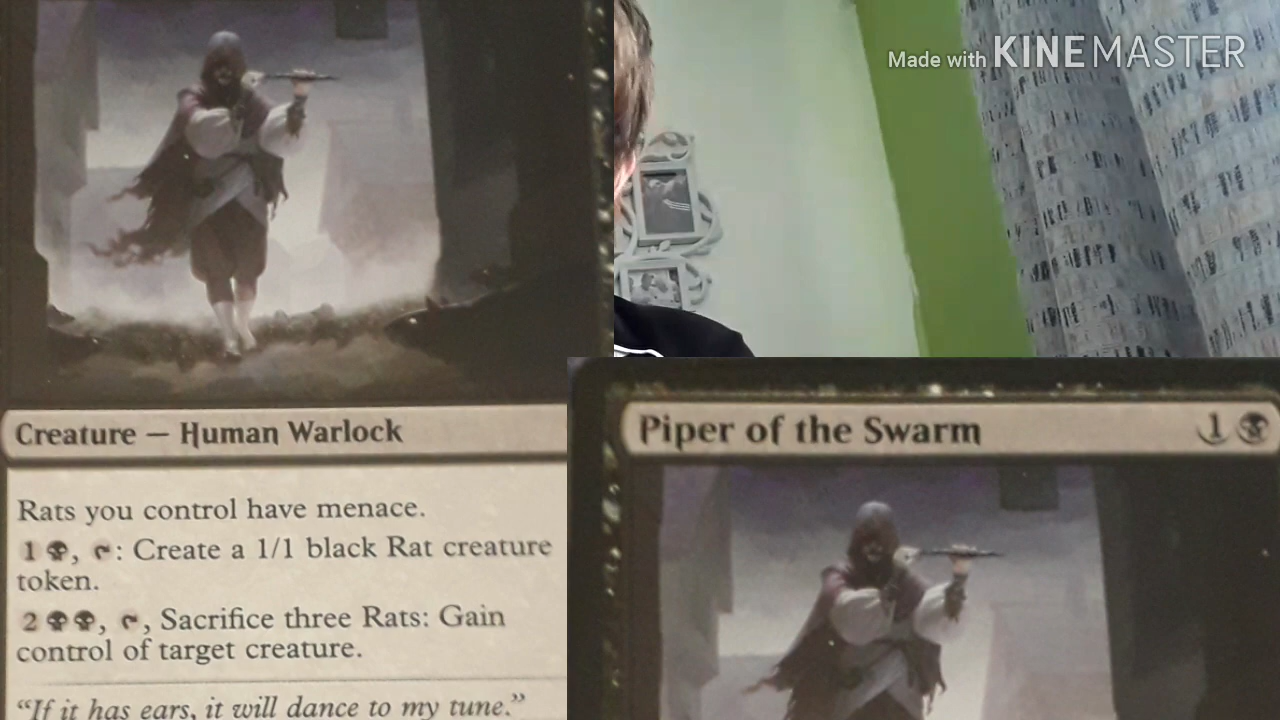 Made with KINEMASTER
Creature — Human Warlock
Rats you control have menace.
1, : Create a 1/1 black Rat creature
token.
2, , Sacrifice three Rats: Gain
control of target creature.
“If it has ears, it will dance to my tune.”
Piper of the Swarm 1